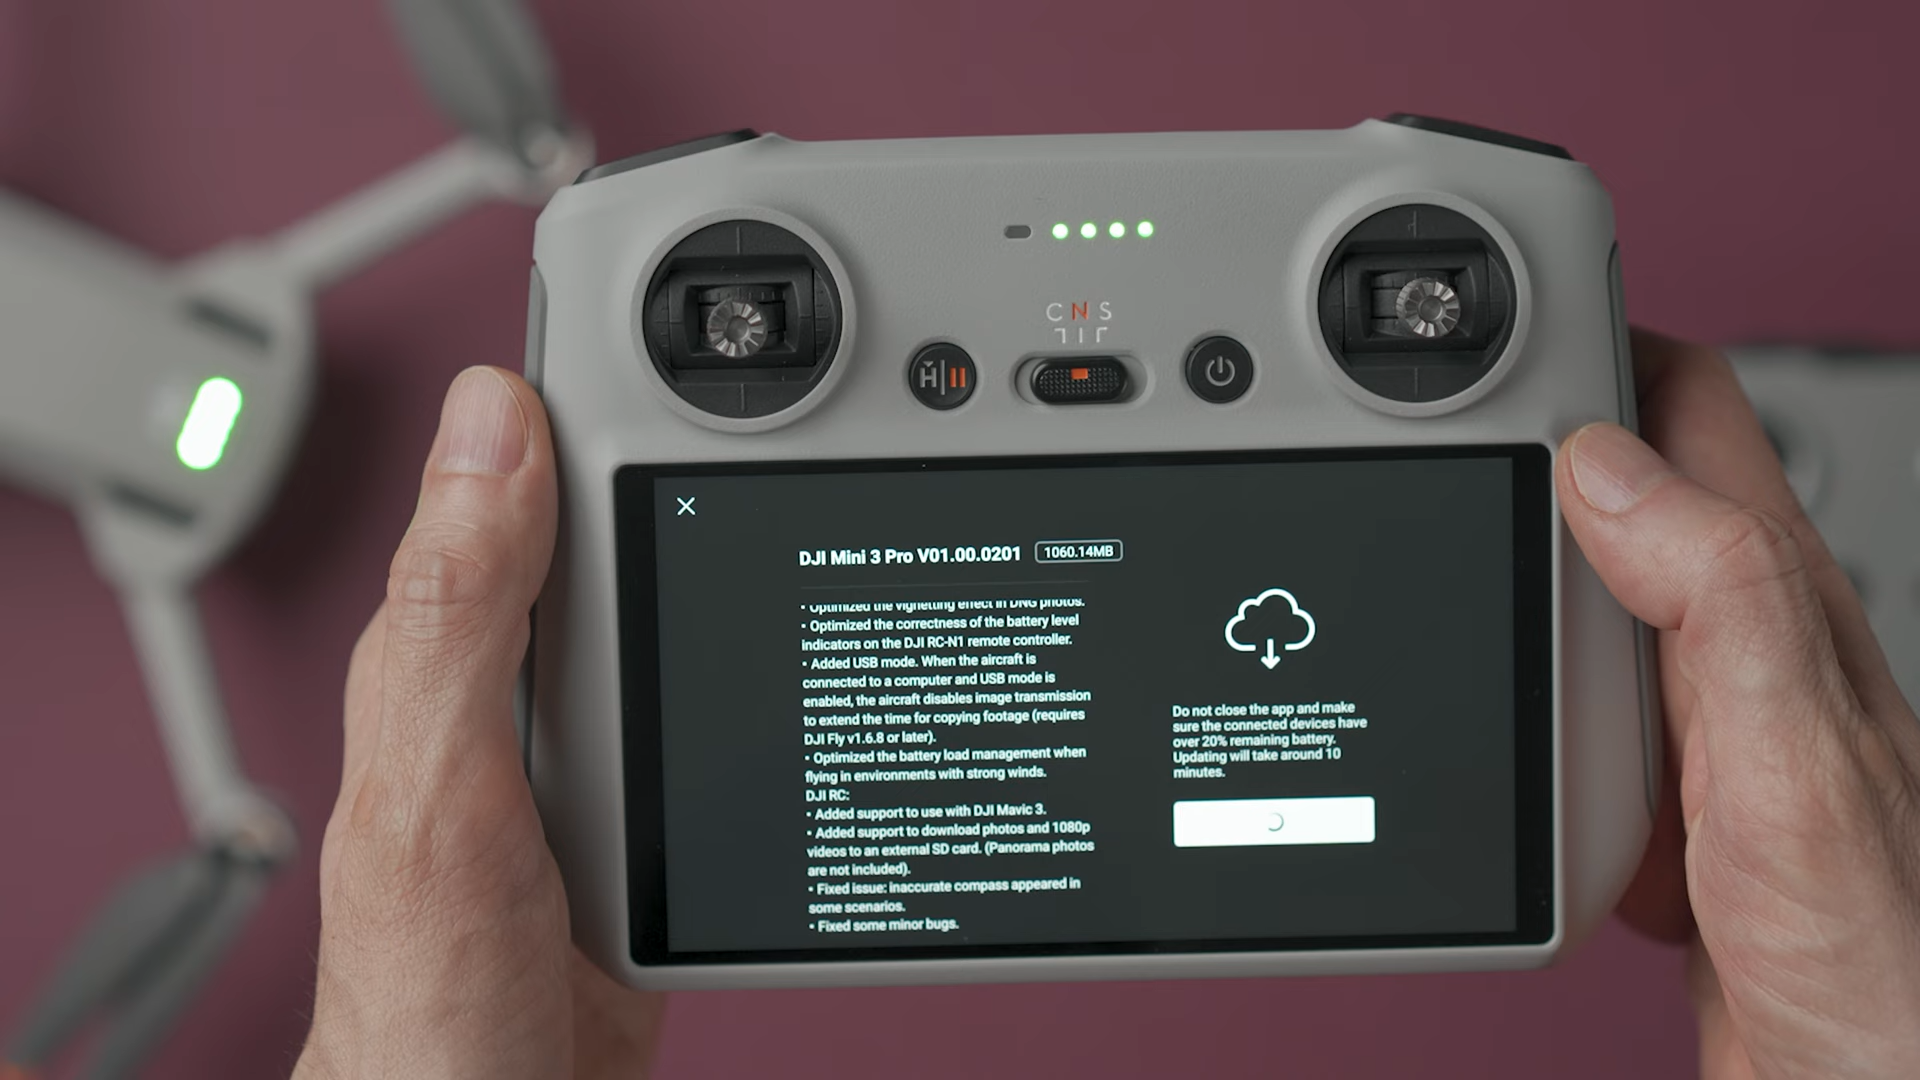 C N S
H
DJI Mini 3 Pro V01.00.0201 1060.14MB
• Optimized the vignetting effect in DNG photos.
• Optimized the correctness of the battery level
indicators on the DJI RC-N1 remote controller.
• Added USB mode. When the aircraft is
connected to a computer and USB mode is
enabled, the aircraft disables image transmission
to extend the time for copying footage (requires
DJI Fly v1.6.8 or later).
• Optimized the battery load management when
flying in environments with strong winds.
DJI RC:
• Added support to use with DJI Mavic 3.
• Added support to download photos and 1080p
videos to an external SD card. (Panorama photos
are not included).
• Fixed issue: inaccurate compass appeared in
some scenarios.
• Fixed some minor bugs.
Do not close the app and make
sure the connected devices have
over 20% remaining battery.
Updating will take around 10
minutes.